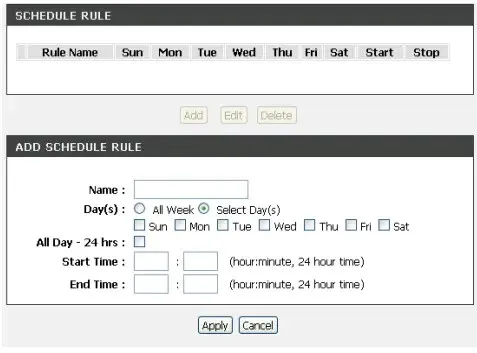 SCHEDULE RULE
Rule Name Sun Mon Tue Wed Thu Fri Sat Start Stop
Add Edit Delete
ADD SCHEDULE RULE
Name :
Day(s) : All Week Select Day(s)
Sun Mon Tue Wed Thu Fri Sat
All Day - 24 hrs :
Start Time : : (hour:minute, 24 hour time)
End Time : : (hour:minute, 24 hour time)
Apply Cancel